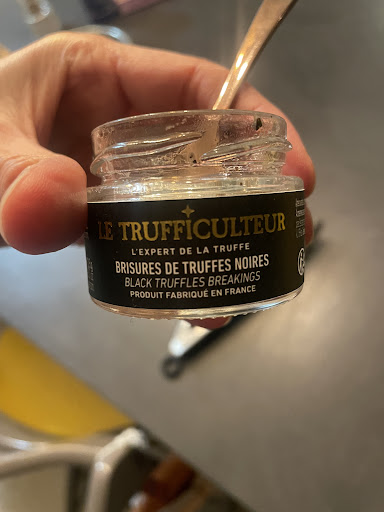 LE TRUFFICULTEUR
L'EXPERT DE LA TRUFFE
BRISURES DE TRUFFES NOIRES
BLACK TRUFFLES BREAKINGS
PRODUIT FABRIQUÉ EN FRANCE